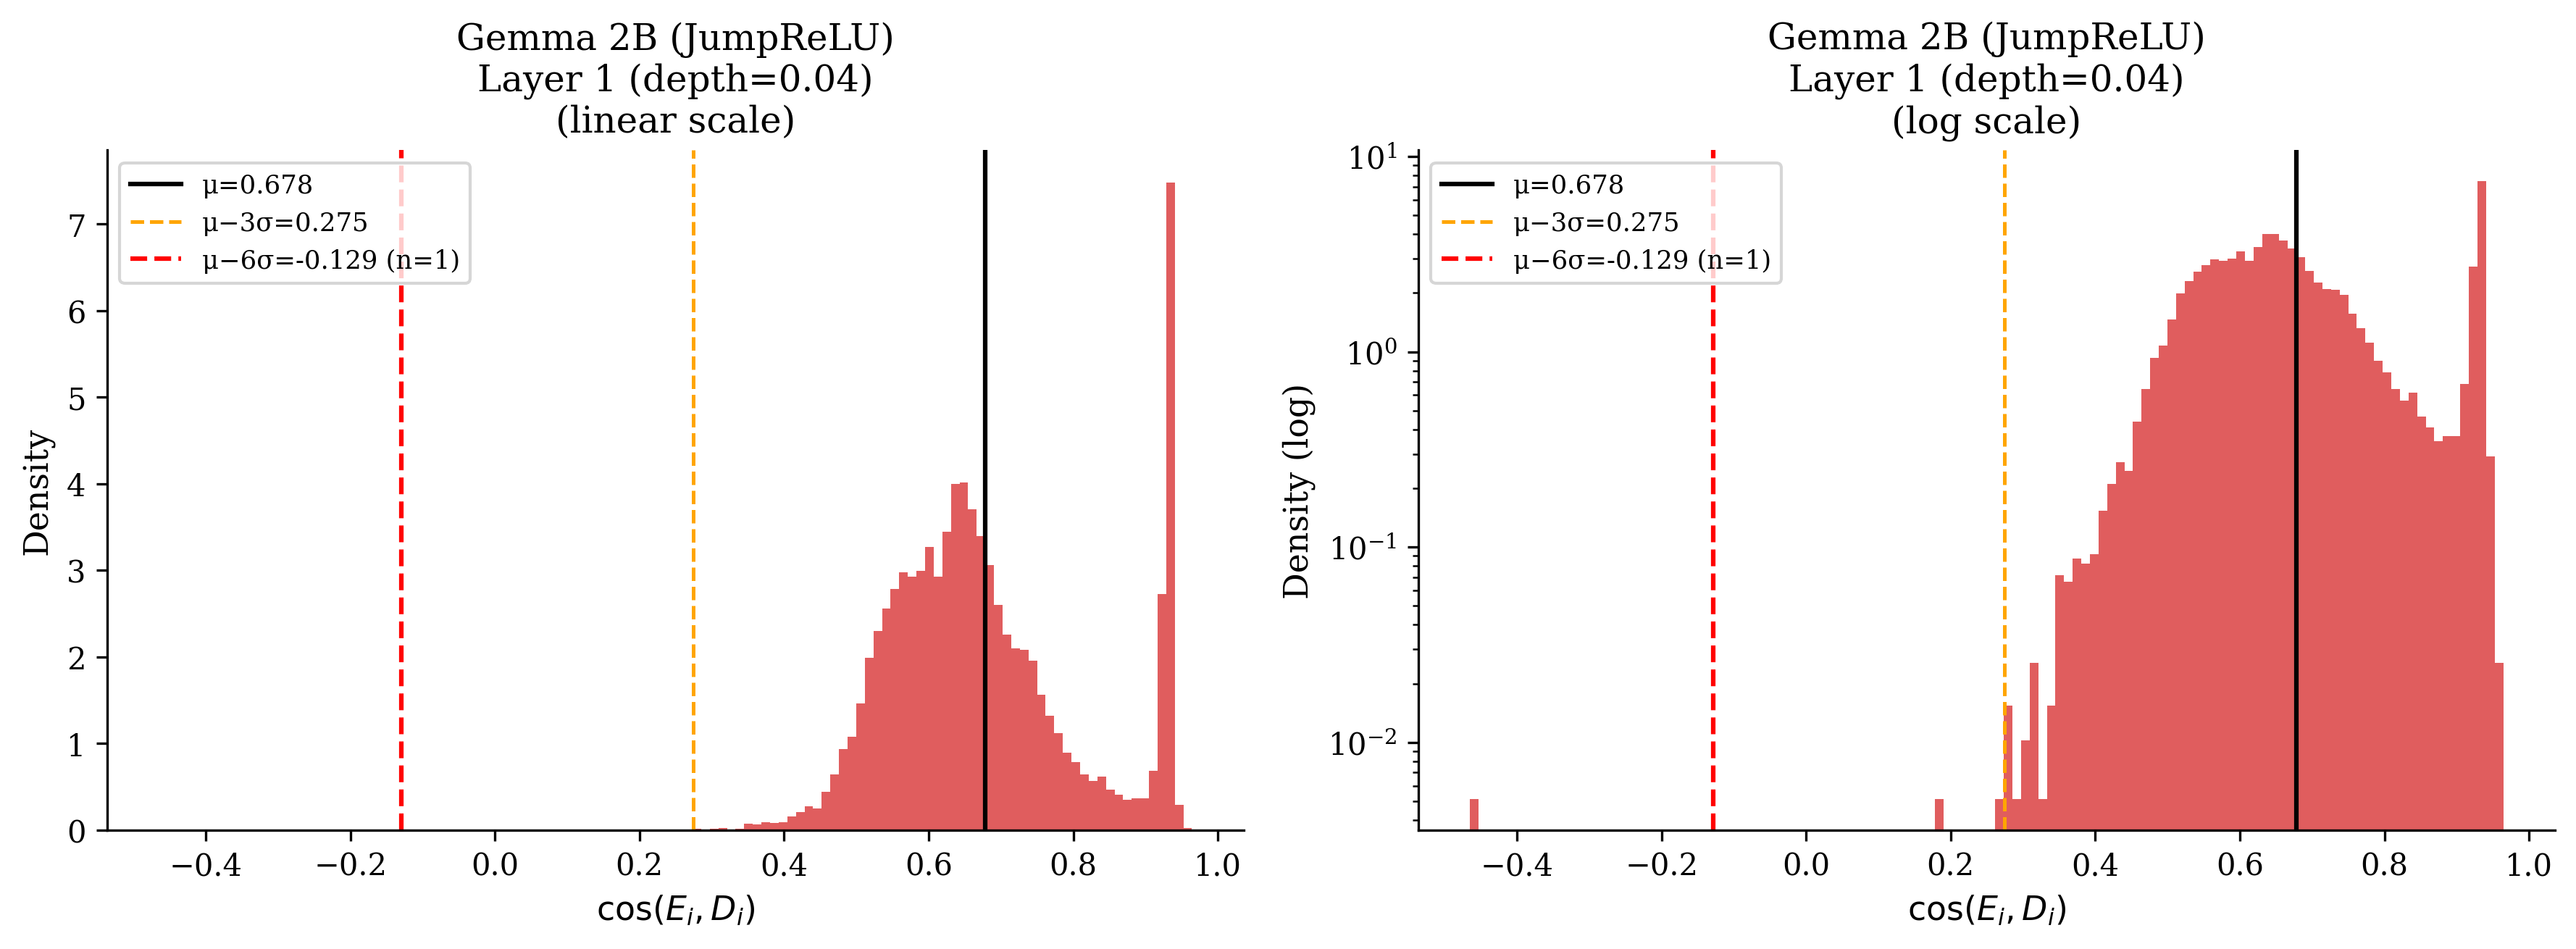 Gemma 2B (JumpReLU)
Layer 1 (depth=0.04)
(linear scale)
μ=0.678
μ−3σ=0.275
μ−6σ=-0.129 (n=1)
Density
7
6
5
4
3
2
1
0
−0.4 −0.2 0.0 0.2 0.4 0.6 0.8 1.0
cos(E_i, D_i)
Gemma 2B (JumpReLU)
Layer 1 (depth=0.04)
(log scale)
μ=0.678
μ−3σ=0.275
μ−6σ=-0.129 (n=1)
Density (log)
10¹
10⁰
10⁻¹
10⁻²
−0.4 −0.2 0.0 0.2 0.4 0.6 0.8 1.0
cos(E_i, D_i)